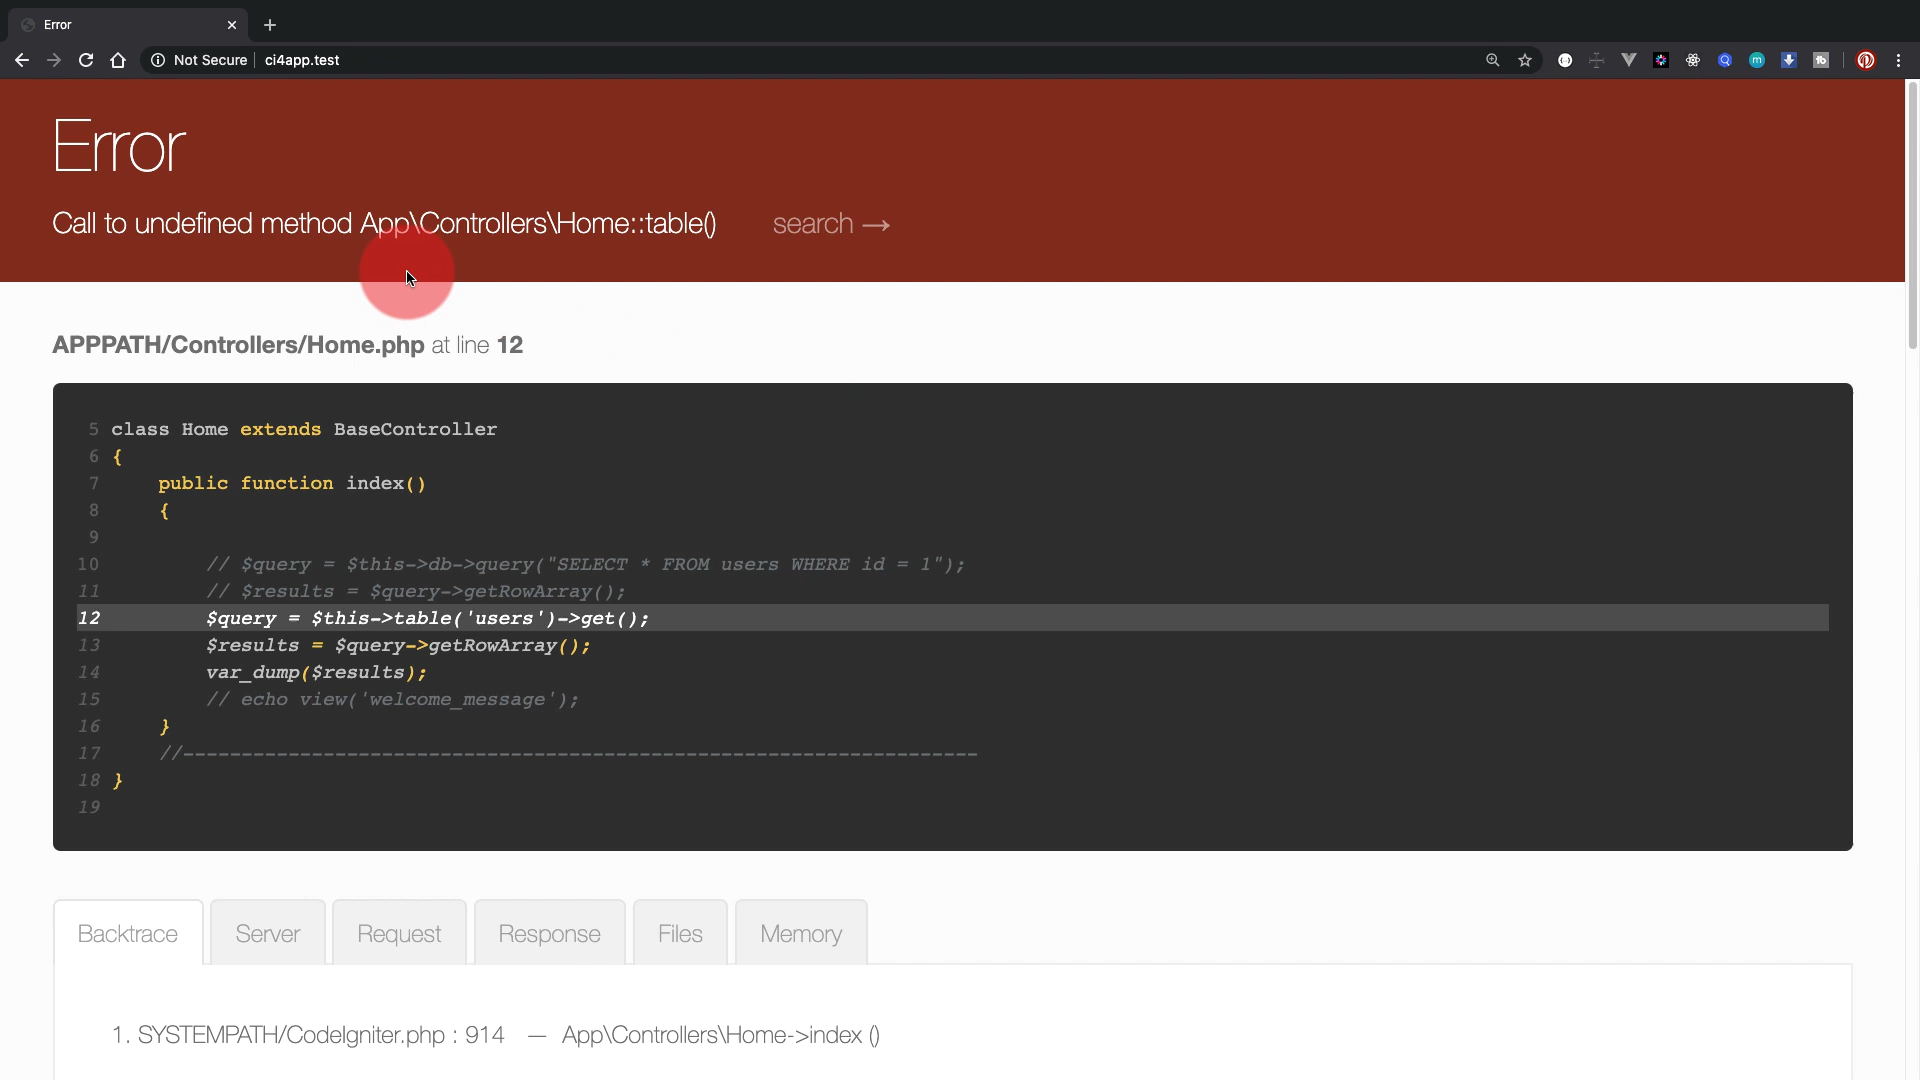 Error
Not Secure | ci4app.test
Error
Call to undefined method App\Controllers\Home::table() search →
APPPATH/Controllers/Home.php at line 12
5 class Home extends BaseController
6 {
7 public function index()
8 {
9
10 // $query = $this->db->query("SELECT * FROM users WHERE id = 1");
11 // $results = $query->getRowArray();
12 $query = $this->table('users')->get();
13 $results = $query->getRowArray();
14 var_dump($results);
15 // echo view('welcome_message');
16 }
17 //--------------------------------------------------------------------
18 }
19
Backtrace Server Request Response Files Memory
1. SYSTEMPATH/CodeIgniter.php : 914 — App\Controllers\Home->index ()